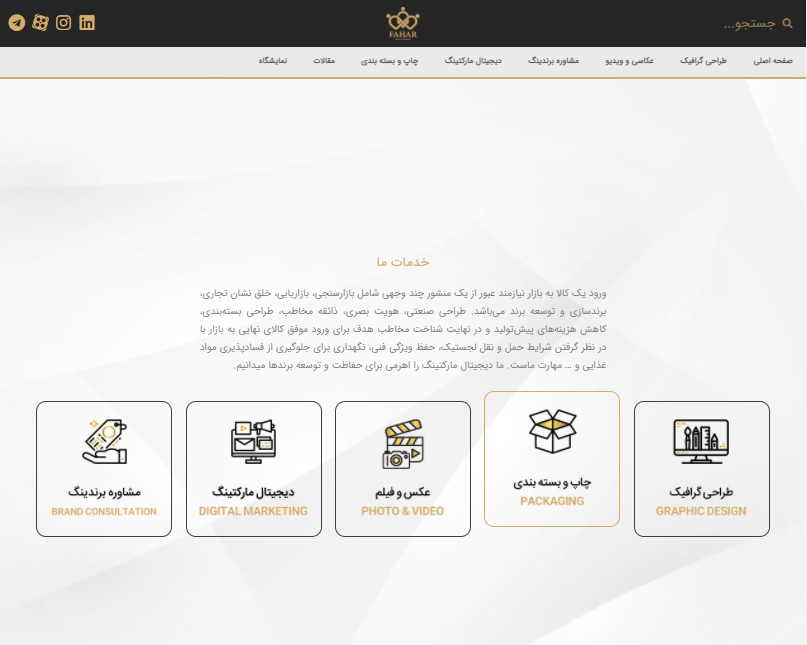 جستجو...
FAHAR
صفحه اصلی
طراحی گرافیک
عکاسی و ویدیو
مشاوره برندینگ
دیجیتال مارکتینگ
چاپ و بسته بندی
مقالات
نمایشگاه
خدمات ما
ورود یک کالا به بازار نیازمند عبور از یک منشور چند وجهی شامل بازارسنجی، بازاریابی، خلق نشان تجاری،
برندسازی و توسعه برند می‌باشد. طراحی صنعتی، هویت بصری، ذائقه مخاطب، طراحی بسته‌بندی،
کاهش هزینه‌های پیش‌تولید و در نهایت شناخت مخاطب هدف برای ورود موفق کالای نهایی به بازار با
در نظر گرفتن شرایط حمل و نقل لجستیک، حفظ ویژگی فنی، نگهداری برای جلوگیری از فسادپذیری مواد
غذایی و ... مهارت ماست. ما دیجیتال مارکتینگ را اهرمی برای حفاظت و توسعه برندها میدانیم.
طراحی گرافیک
GRAPHIC DESIGN
چاپ و بسته بندی
PACKAGING
عکس و فیلم
PHOTO & VIDEO
دیجیتال مارکتینگ
DIGITAL MARKETING
مشاوره برندینگ
BRAND CONSULTATION